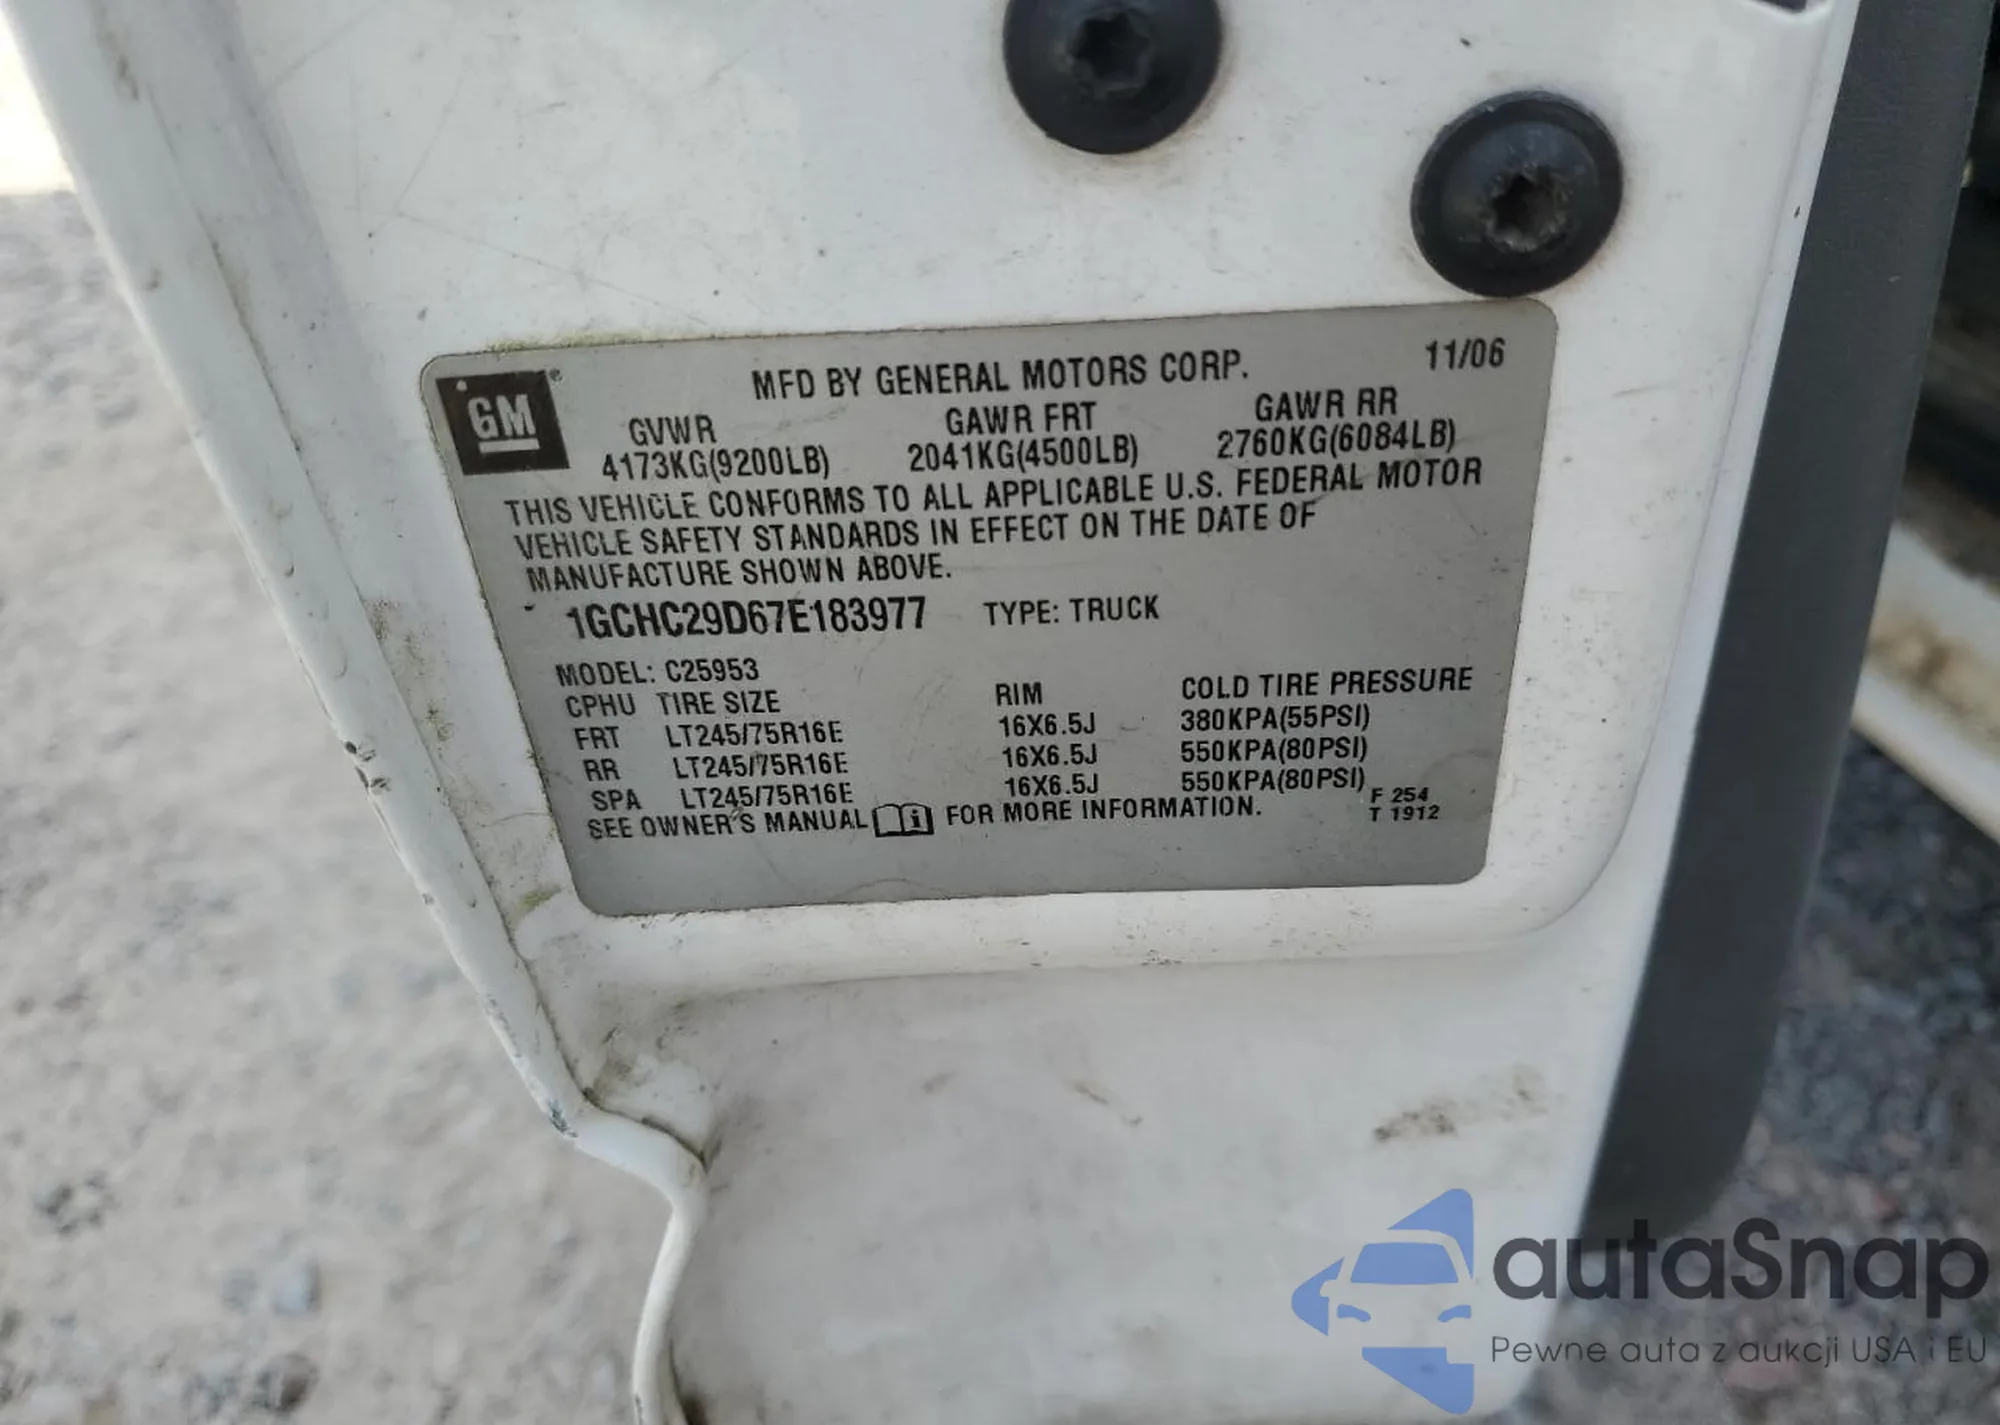 GM
MFD BY GENERAL MOTORS CORP. 11/06
GVWR GAWR FRT GAWR RR
4173KG(9200LB) 2041KG(4500LB) 2760KG(6084LB)
THIS VEHICLE CONFORMS TO ALL APPLICABLE U.S. FEDERAL MOTOR
VEHICLE SAFETY STANDARDS IN EFFECT ON THE DATE OF
MANUFACTURE SHOWN ABOVE.
1GCHC29D67E183977 TYPE: TRUCK
MODEL: C25953
CPHU TIRE SIZE RIM COLD TIRE PRESSURE
FRT LT245/75R16E 16X6.5J 380KPA(55PSI)
RR LT245/75R16E 16X6.5J 550KPA(80PSI)
SPA LT245/75R16E 16X6.5J 550KPA(80PSI)
SEE OWNER'S MANUAL FOR MORE INFORMATION.
F 254
T 1912
autaSnap
Pewne auta z aukcji USA i EU